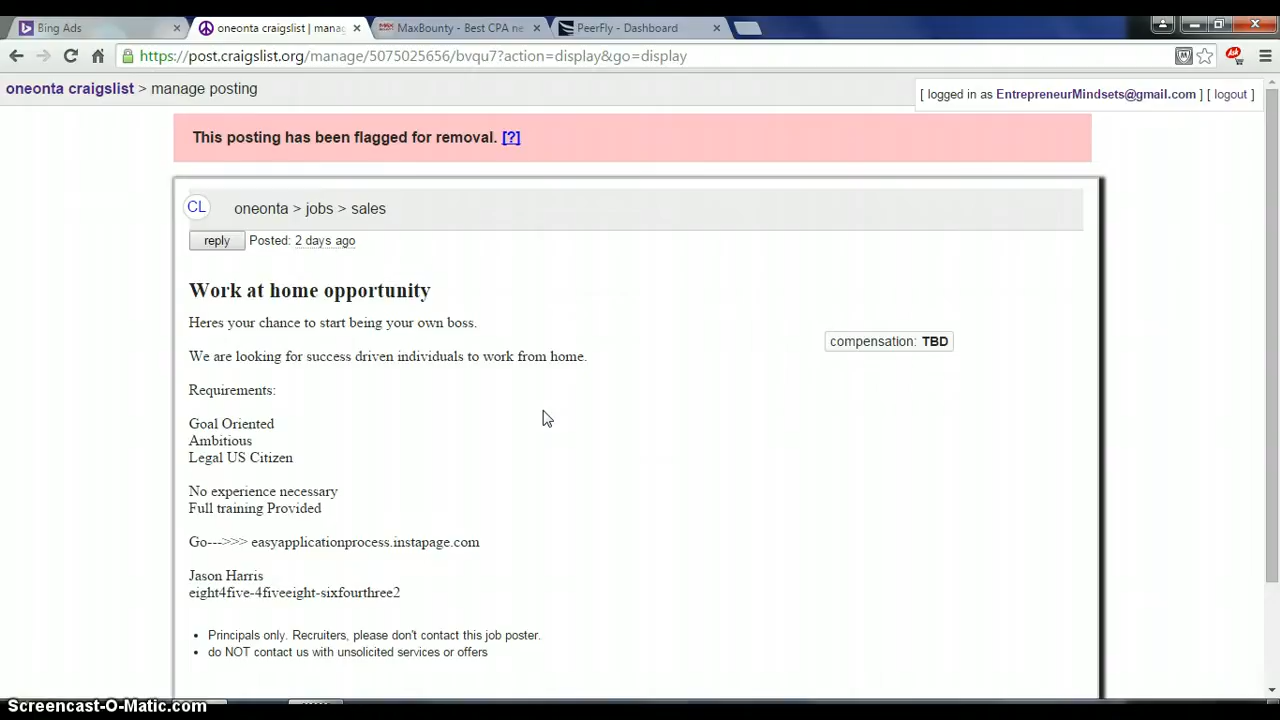 Bing Ads
oneonta craigslist | manag
MaxBounty - Best CPA ne
PeerFly - Dashboard
https://post.craigslist.org/manage/5075025656/bvqu7?action=display&go=display
oneonta craigslist > manage posting
[ logged in as EntrepreneurMindsets@gmail.com ] [ logout ]
This posting has been flagged for removal. [?]
CL oneonta > jobs > sales
reply Posted: 2 days ago
Work at home opportunity
Heres your chance to start being your own boss.
compensation: TBD
We are looking for success driven individuals to work from home.
Requirements:
Goal Oriented
Ambitious
Legal US Citizen
No experience necessary
Full training Provided
Go--->>> easyapplicationprocess.instapage.com
Jason Harris
eight4five-4fiveeight-sixfourthree2
Principals only. Recruiters, please don't contact this job poster.
do NOT contact us with unsolicited services or offers
Screencast-O-Matic.com